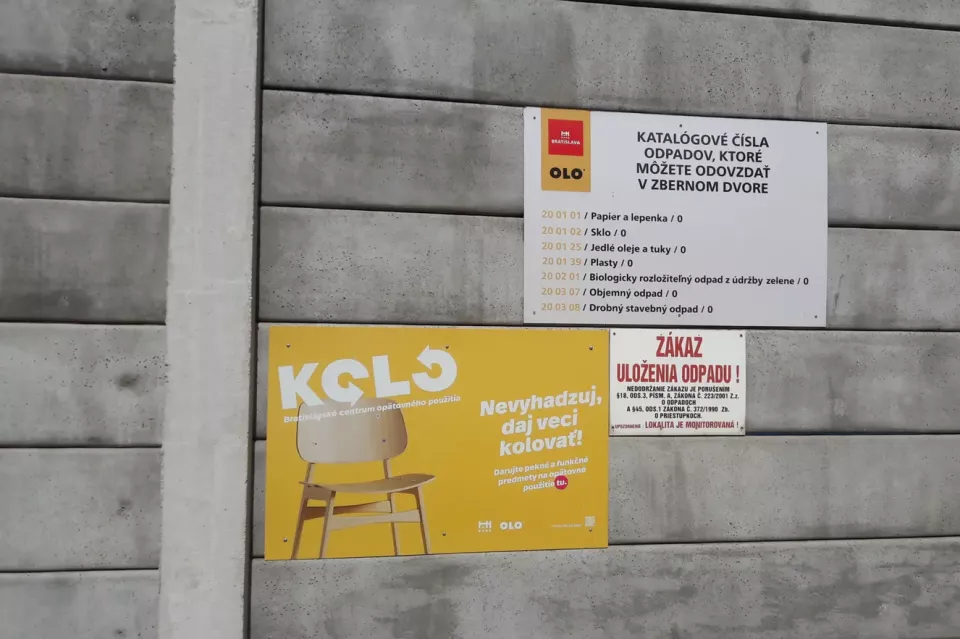 BRATISLAVA
OLO
KATALÓGOVÉ ČÍSLA
ODPADOV, KTORÉ
MÔŽETE ODOVZDAŤ
V ZBERNOM DVORE
20 01 01 / Papier a lepenka / 0
20 01 02 / Sklo / 0
20 01 25 / Jedlé oleje a tuky / 0
20 01 39 / Plasty / 0
20 02 01 / Biologicky rozložiteľný odpad z údržby zelene / 0
20 03 07 / Objemný odpad / 0
20 03 08 / Drobný stavebný odpad / 0
KOLO
Bratislavské centrum opätovného použitia
Nevyhadzuj,
daj veci
kolovať!
Darujte pekné a funkčné
predmety na opätovné
použitie tu.
OLO
ZÁKAZ
ULOŽENIA ODPADU !
NEDODRŽANIE ZÁKAZU JE PORUŠENÍM
§18, ODS.3, PÍSM. A, ZÁKONA Č. 223/2001 Z.z.
O ODPADOCH
A §45, ODS.1 ZÁKONA Č. 372/1990 Zb.
O PRIESTUPKOCH.
UPOZORNENIE : LOKALITA JE MONITOROVANÁ !